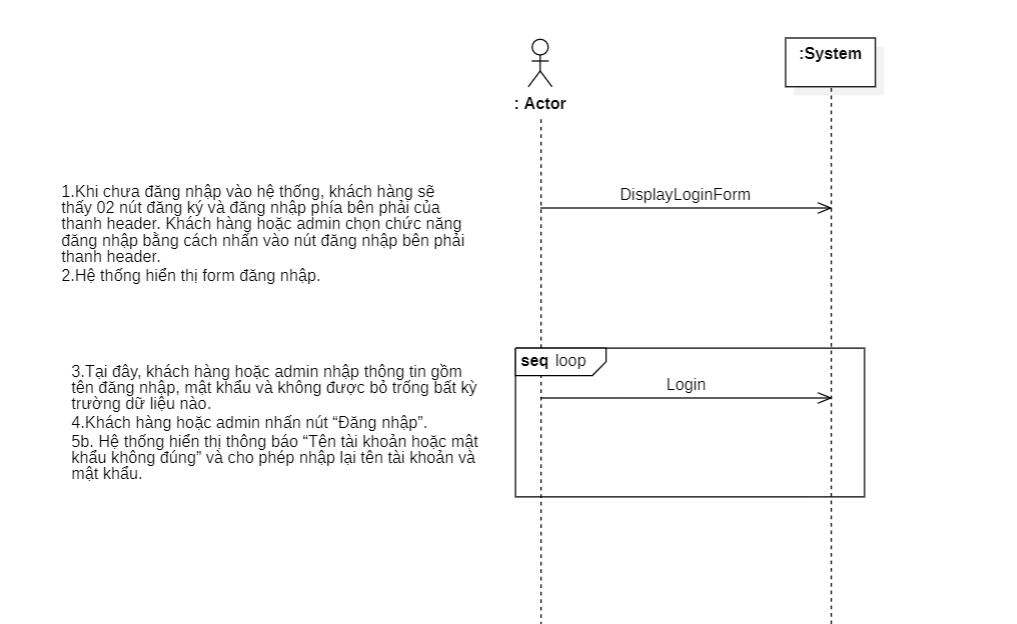 :System
: Actor
1.Khi chưa đăng nhập vào hệ thống, khách hàng sẽ
thấy 02 nút đăng ký và đăng nhập phía bên phải của
thanh header. Khách hàng hoặc admin chọn chức năng
đăng nhập bằng cách nhấn vào nút đăng nhập bên phải
thanh header.
2.Hệ thống hiển thị form đăng nhập.
DisplayLoginForm
3.Tại đây, khách hàng hoặc admin nhập thông tin gồm
tên đăng nhập, mật khẩu và không được bỏ trống bất kỳ
trường dữ liệu nào.
4.Khách hàng hoặc admin nhấn nút “Đăng nhập”.
5b. Hệ thống hiển thị thông báo “Tên tài khoản hoặc mật
khẩu không đúng” và cho phép nhập lại tên tài khoản và
mật khẩu.
seq loop
Login